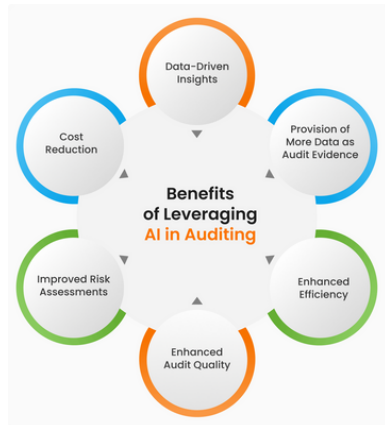 Data-Driven
Insights
Cost
Reduction
Provision of
More Data as
Audit Evidence
Benefits
of Leveraging
AI in Auditing
Improved Risk
Assessments
Enhanced
Efficiency
Enhanced
Audit Quality